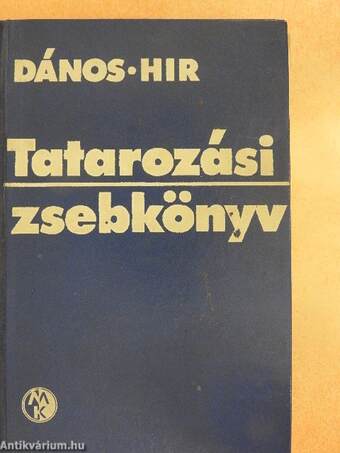 DÁNOS·HIR
Tatarozási
zsebkönyv
MK
Antikvárium.hu